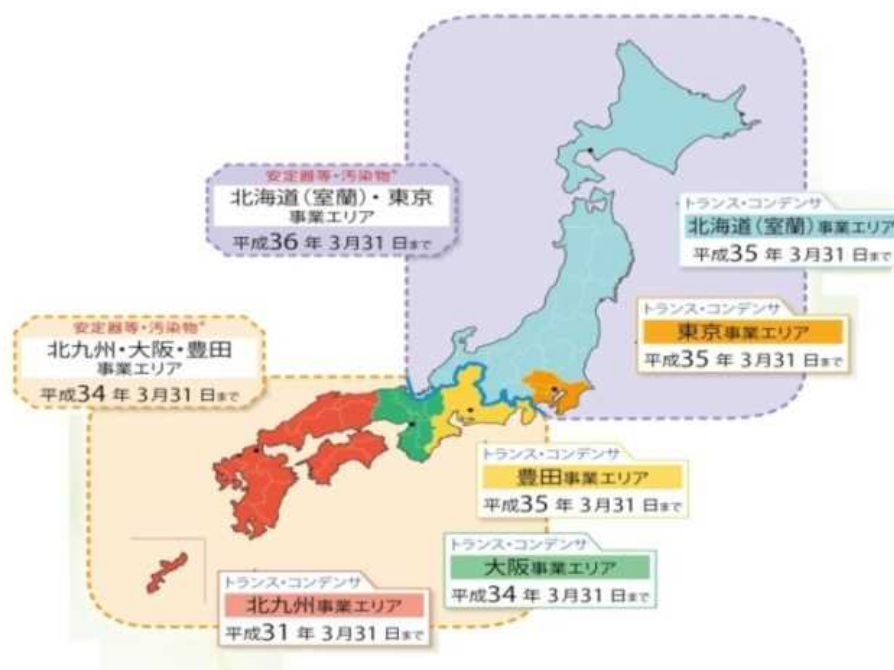 安定器等・汚染物*
北海道(室蘭)・東京
事業エリア
平成36年 3月31日まで
トランス・コンデンサ
北海道(室蘭)事業エリア
平成35年 3月31日まで
トランス・コンデンサ
東京事業エリア
平成35年 3月31日まで
安定器等・汚染物*
北九州・大阪・豊田
事業エリア
平成34年 3月31日まで
トランス・コンデンサ
豊田事業エリア
平成35年 3月31日まで
トランス・コンデンサ
大阪事業エリア
平成34年 3月31日まで
トランス・コンデンサ
北九州事業エリア
平成31年 3月31日まで